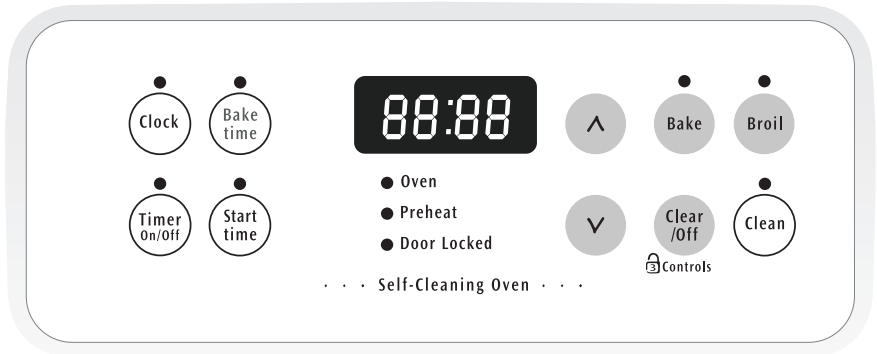 Clock
Bake
time
88:88
Bake
Broil
Oven
Preheat
Door Locked
Timer
On/Off
Start
time
Clear
/Off
Clean
3 Controls
· · · Self-Cleaning Oven · · ·